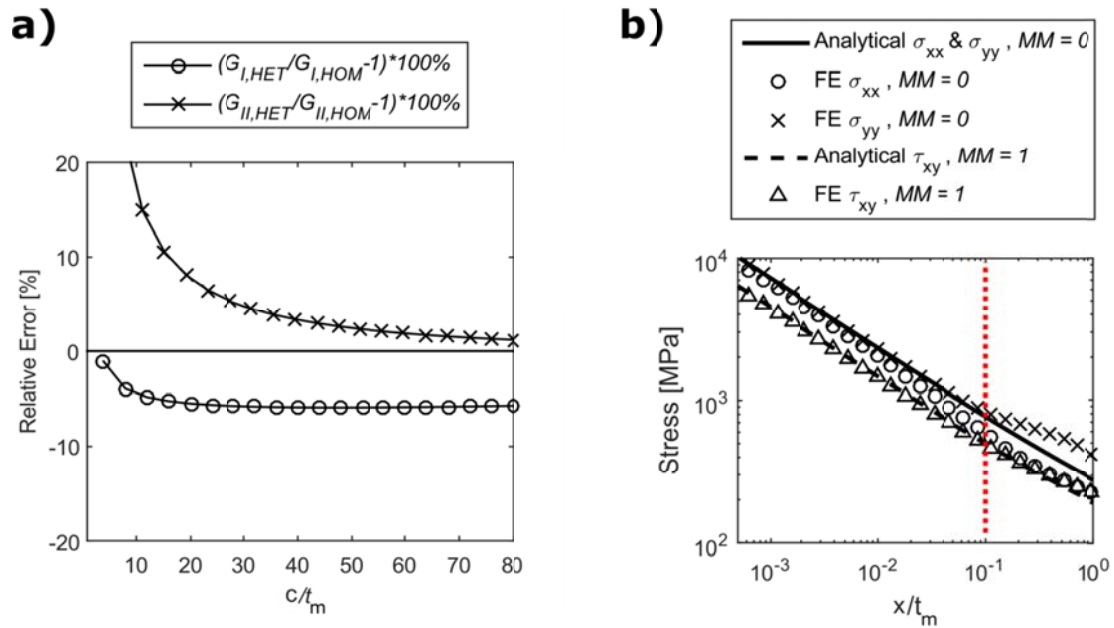 a)
(G_I,HET/G_I,HOM-1)*100%
(G_II,HET/G_II,HOM-1)*100%
20
10
0
-10
-20
Relative Error [%]
10 20 30 40 50 60 70 80
c/t_m
b)
Analytical σ_xx & σ_yy , MM = 0
FE σ_xx , MM = 0
FE σ_yy , MM = 0
Analytical τ_xy , MM = 1
FE τ_xy , MM = 1
10^4
10^3
10^2
Stress [MPa]
10^-3 10^-2 10^-1 10^0
x/t_m